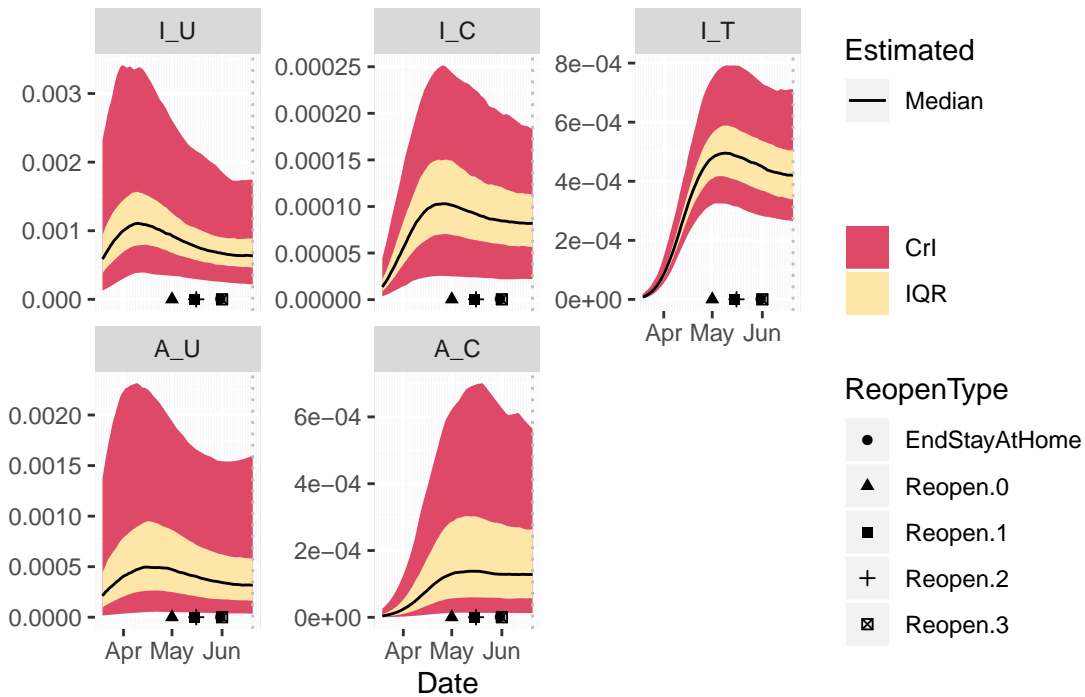 I_U
I_C
I_T
0.003
0.002
0.001
0.000
0.00025
0.00020
0.00015
0.00010
0.00005
0.00000
8e−04
6e−04
4e−04
2e−04
0e+00
Apr May Jun
A_U
A_C
0.0020
0.0015
0.0010
0.0005
0.0000
6e−04
4e−04
2e−04
0e+00
Apr May Jun
Apr May Jun
Date
Estimated
Median
CrI
IQR
ReopenType
EndStayAtHome
Reopen.0
Reopen.1
Reopen.2
Reopen.3